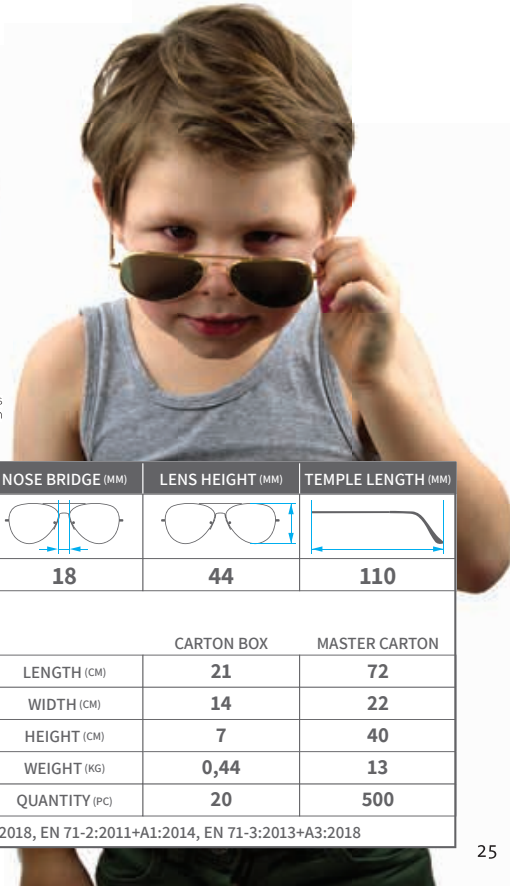 s
n
NOSE BRIDGE (MM) LENS HEIGHT (MM) TEMPLE LENGTH (MM)
18 44 110
CARTON BOX MASTER CARTON
LENGTH (CM) 21 72
WIDTH (CM) 14 22
HEIGHT (CM) 7 40
WEIGHT (KG) 0,44 13
QUANTITY (PC) 20 500
2018, EN 71-2:2011+A1:2014, EN 71-3:2013+A3:2018
25